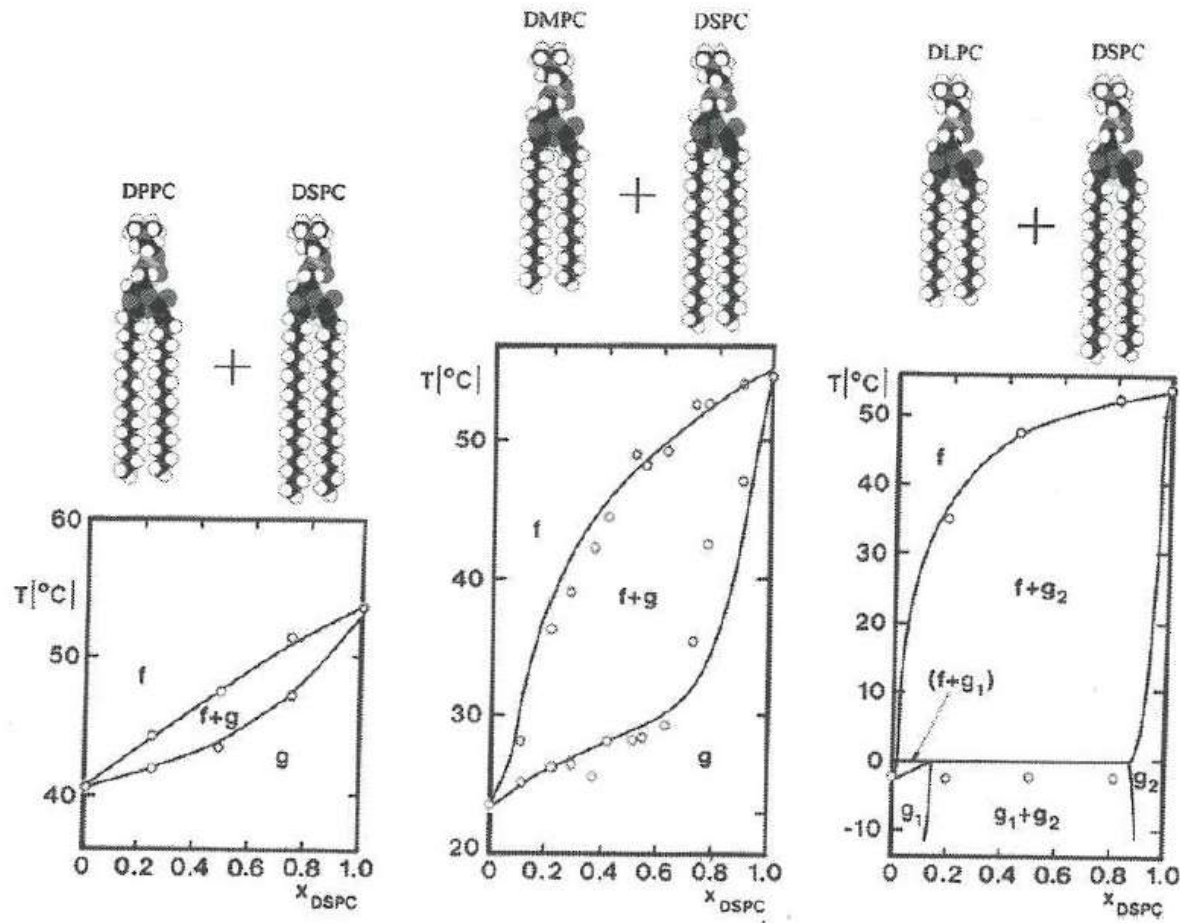 DPPC
DSPC
+
60
T|°C|
50
40
f
f+g
g
0
0.2
0.4
0.6
0.8
1.0
x_DSPC
DMPC
DSPC
+
T|°C|
50
40
30
20
f
f+g
g
0
0.2
0.4
0.6
0.8
1.0
x_DSPC
DLPC
DSPC
+
T|°C|
50
40
30
20
10
0
-10
f
f+g₂
(f+g₁)
g₁
g₁+g₂
g₂
0
0.2
0.4
0.6
0.8
1.0
x_DSPC